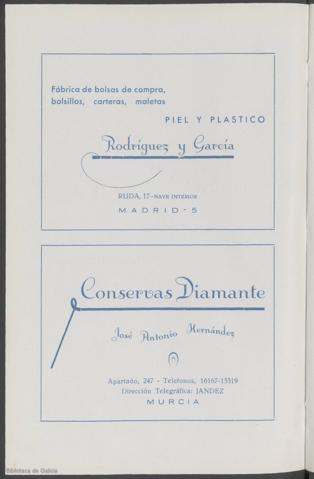 Fábrica de bolsas de compra,
bolsillos, carteras, maletas
PIEL Y PLASTICO
Rodríguez y García
RUDA, 17-NAVE INTERIOR
MADRID-5
Conservas Diamante
José Antonio Hernández
Apartado, 247 - Teléfonos, 16167-15319
Dirección Telegráfica: JANDEZ
MURCIA
Biblioteca de Galicia